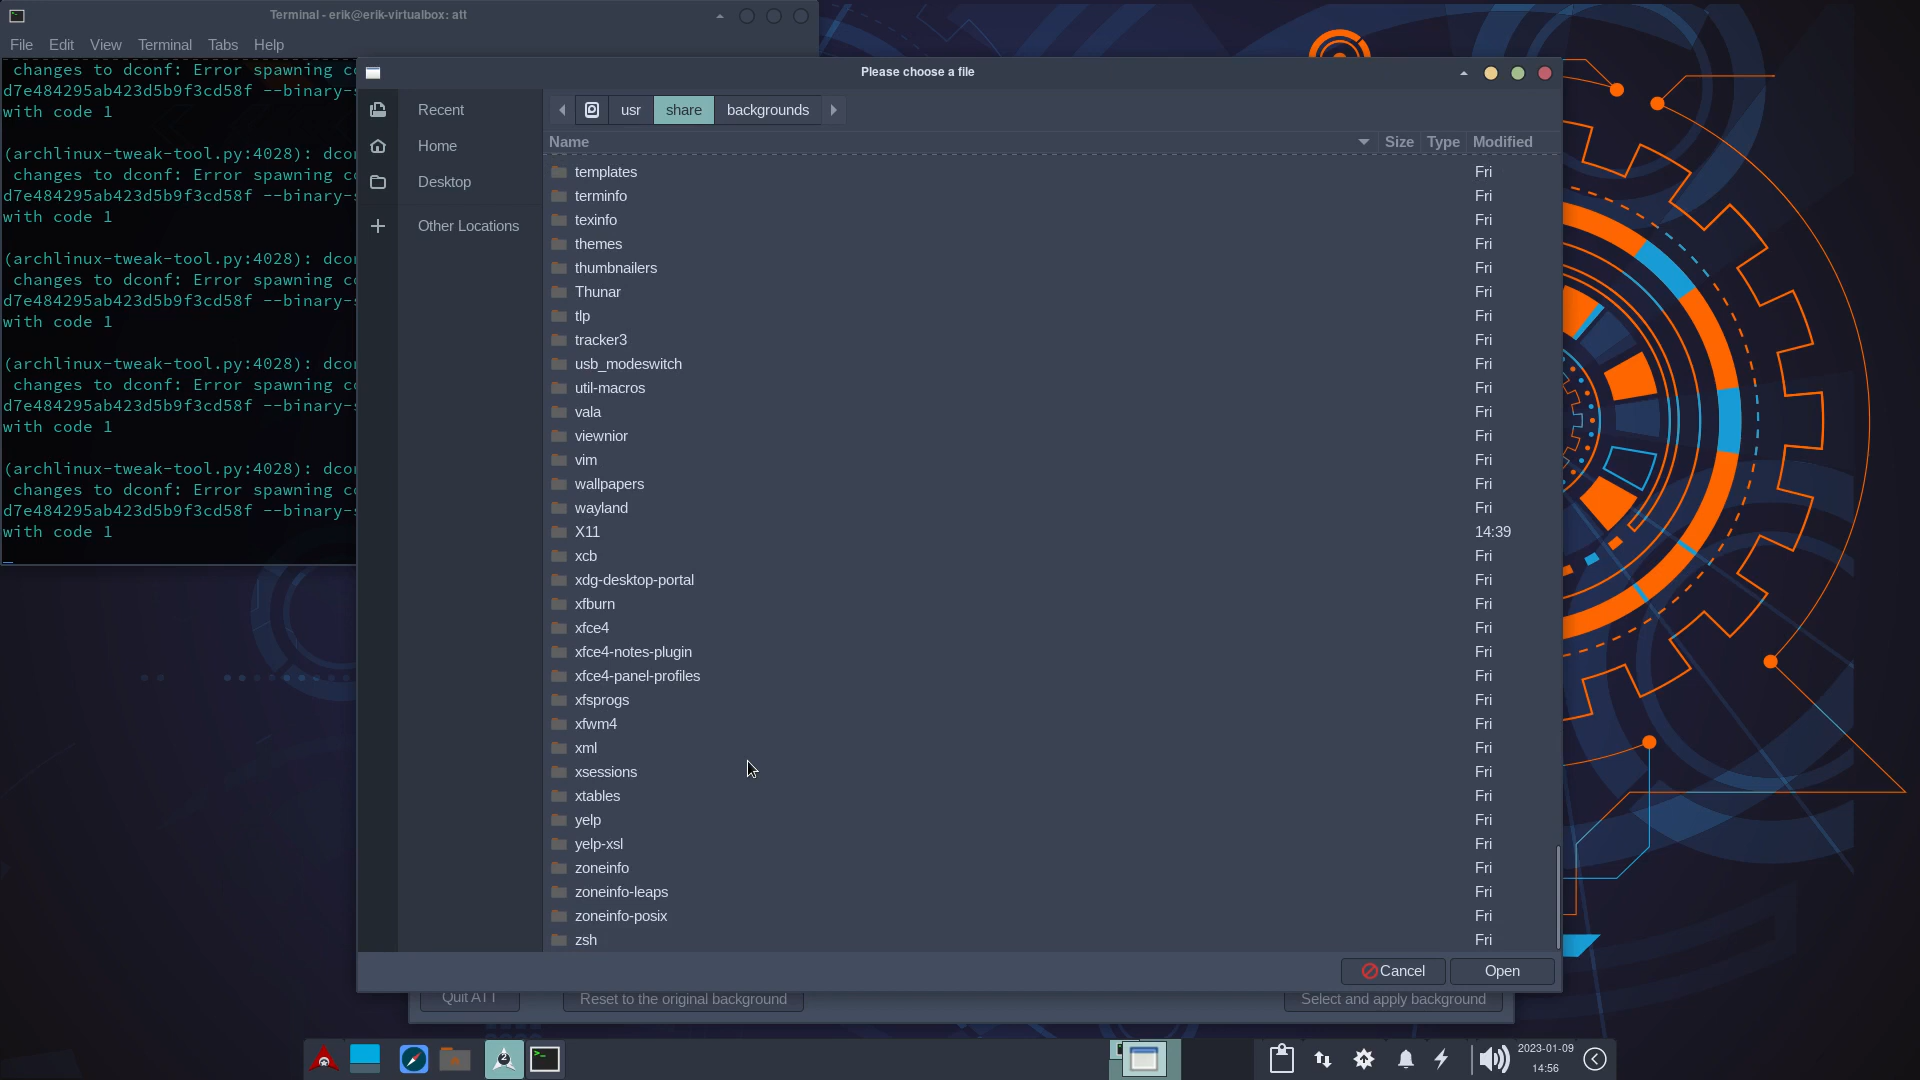 Terminal - erik@erik-virtualbox: att
File Edit View Terminal Tabs Help
changes to dconf: Error spawning
d7e484295ab423d5b9f3cd58f --binary-
with code 1
(archlinux-tweak-tool.py:4028):
changes to dconf: Error spawning
d7e484295ab423d5b9f3cd58f --binary-
with code 1
(archlinux-tweak-tool.py:4028):
changes to dconf: Error spawning
d7e484295ab423d5b9f3cd58f --binary-
with code 1
(archlinux-tweak-tool.py:4028):
changes to dconf: Error spawning
d7e484295ab423d5b9f3cd58f --binary-
with code 1
(archlinux-tweak-tool.py:4028):
changes to dconf: Error spawning
d7e484295ab423d5b9f3cd58f --binary-
with code 1
Please choose a file
Recent
Home
Desktop
Other Locations
usr share backgrounds
Name Size Type Modified
templates Fri
terminfo Fri
texinfo Fri
themes Fri
thumbnailers Fri
Thunar Fri
tlp Fri
tracker3 Fri
usb_modeswitch Fri
util-macros Fri
vala Fri
viewnior Fri
vim Fri
wallpapers Fri
wayland Fri
X11 14:39
xcb Fri
xdg-desktop-portal Fri
xfburn Fri
xfce4 Fri
xfce4-notes-plugin Fri
xfce4-panel-profiles Fri
xfsprogs Fri
xfwm4 Fri
xml Fri
xsessions Fri
xtables Fri
yelp Fri
yelp-xsl Fri
zoneinfo Fri
zoneinfo-leaps Fri
zoneinfo-posix Fri
zsh Fri
Cancel Open
Quit ATT Reset to the original background Select and apply background
2
2023-01-09
14:56